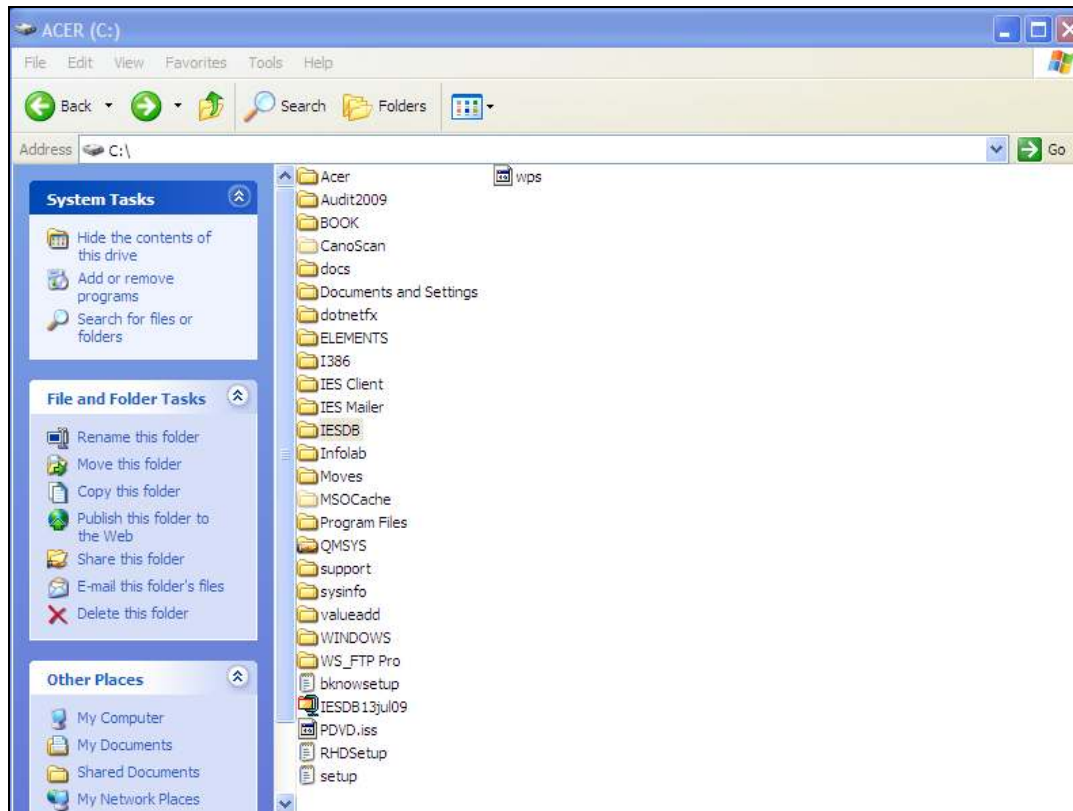 ACER (C:)
File Edit View Favorites Tools Help
Back Search Folders
Address C:\ Go
System Tasks
Hide the contents of
this drive
Add or remove
programs
Search for files or
folders
File and Folder Tasks
Rename this folder
Move this folder
Copy this folder
Publish this folder to
the Web
Share this folder
E-mail this folder's files
Delete this folder
Other Places
My Computer
My Documents
Shared Documents
My Network Places
Acer
Audit2009
BOOK
CanoScan
docs
Documents and Settings
dotnetfx
ELEMENTS
I386
IES Client
IES Mailer
IESDB
Infolab
Moves
MSOCache
Program Files
QMSYS
support
sysinfo
valueadd
WINDOWS
WS_FTP Pro
bknowsetup
IESDB13jul09
PDVD.iss
RHDSetup
setup
wps